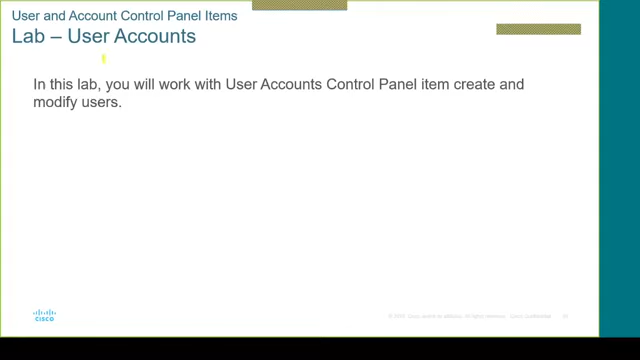 User and Account Control Panel Items
Lab – User Accounts
In this lab, you will work with User Accounts Control Panel item create and
modify users.
CISCO